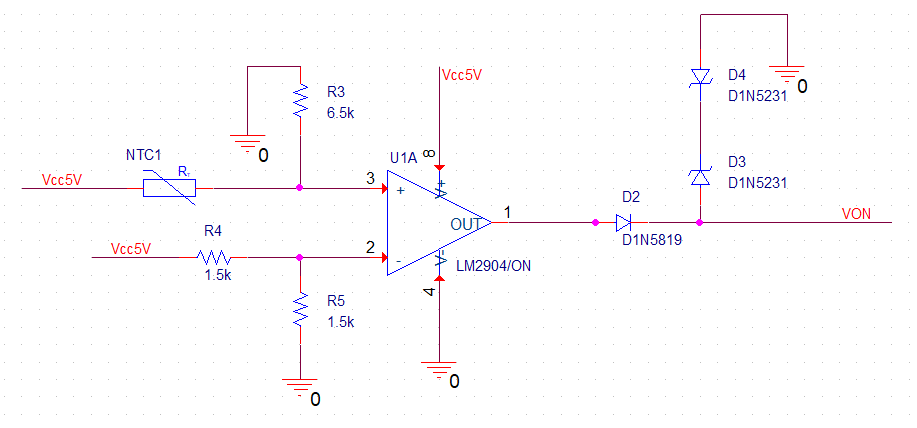 Vcc5V
D4
D1N5231
0
R3
6.5k
0
U1A
8
V+
NTC1
RT
Vcc5V
3
+
D3
D1N5231
D2
D1N5819
VON
OUT
1
R4
1.5k
Vcc5V
2
-
V-
4
LM2904/ON
R5
1.5k
0
0